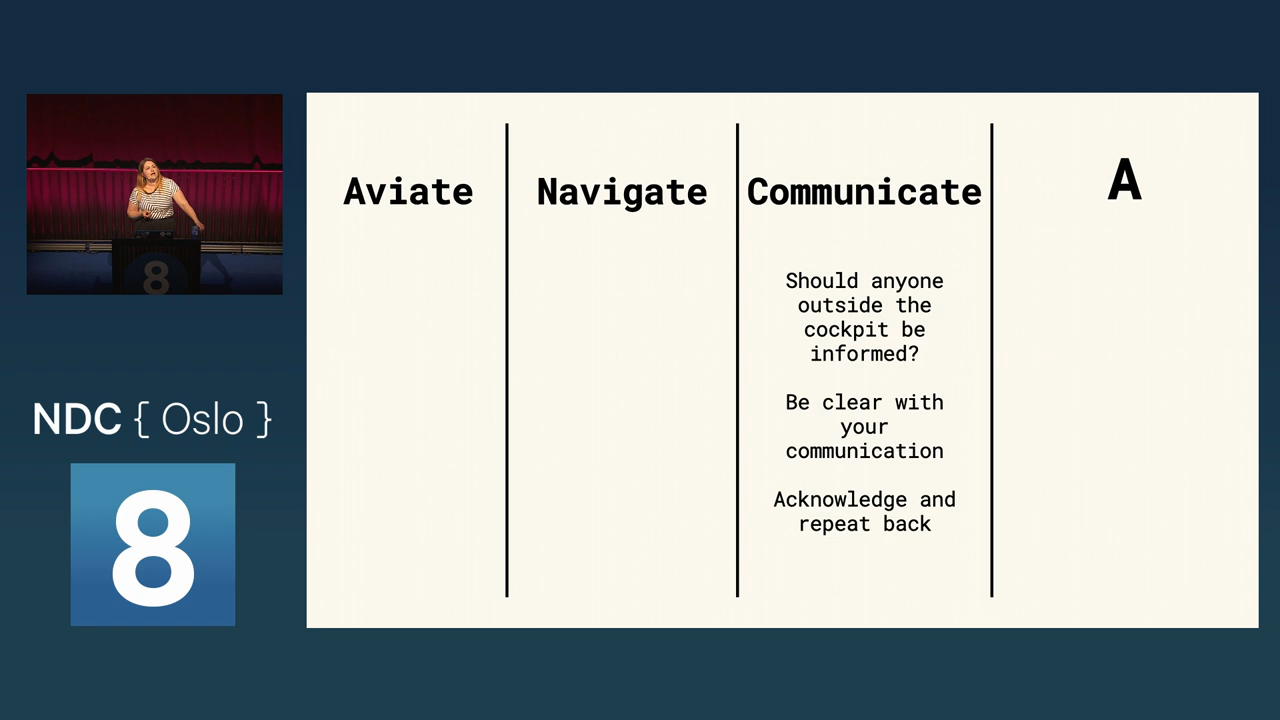 Aviate
Navigate
Communicate
A
Should anyone
outside the
cockpit be
informed?
Be clear with
your
communication
Acknowledge and
repeat back
8
NDC { Oslo }
8